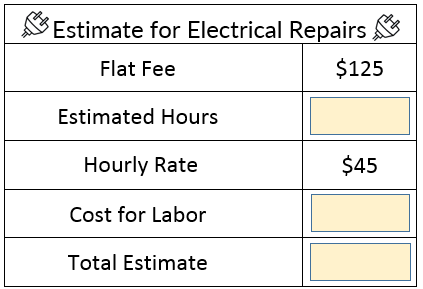 Estimate for Electrical Repairs
Flat Fee $125
Estimated Hours
Hourly Rate $45
Cost for Labor
Total Estimate